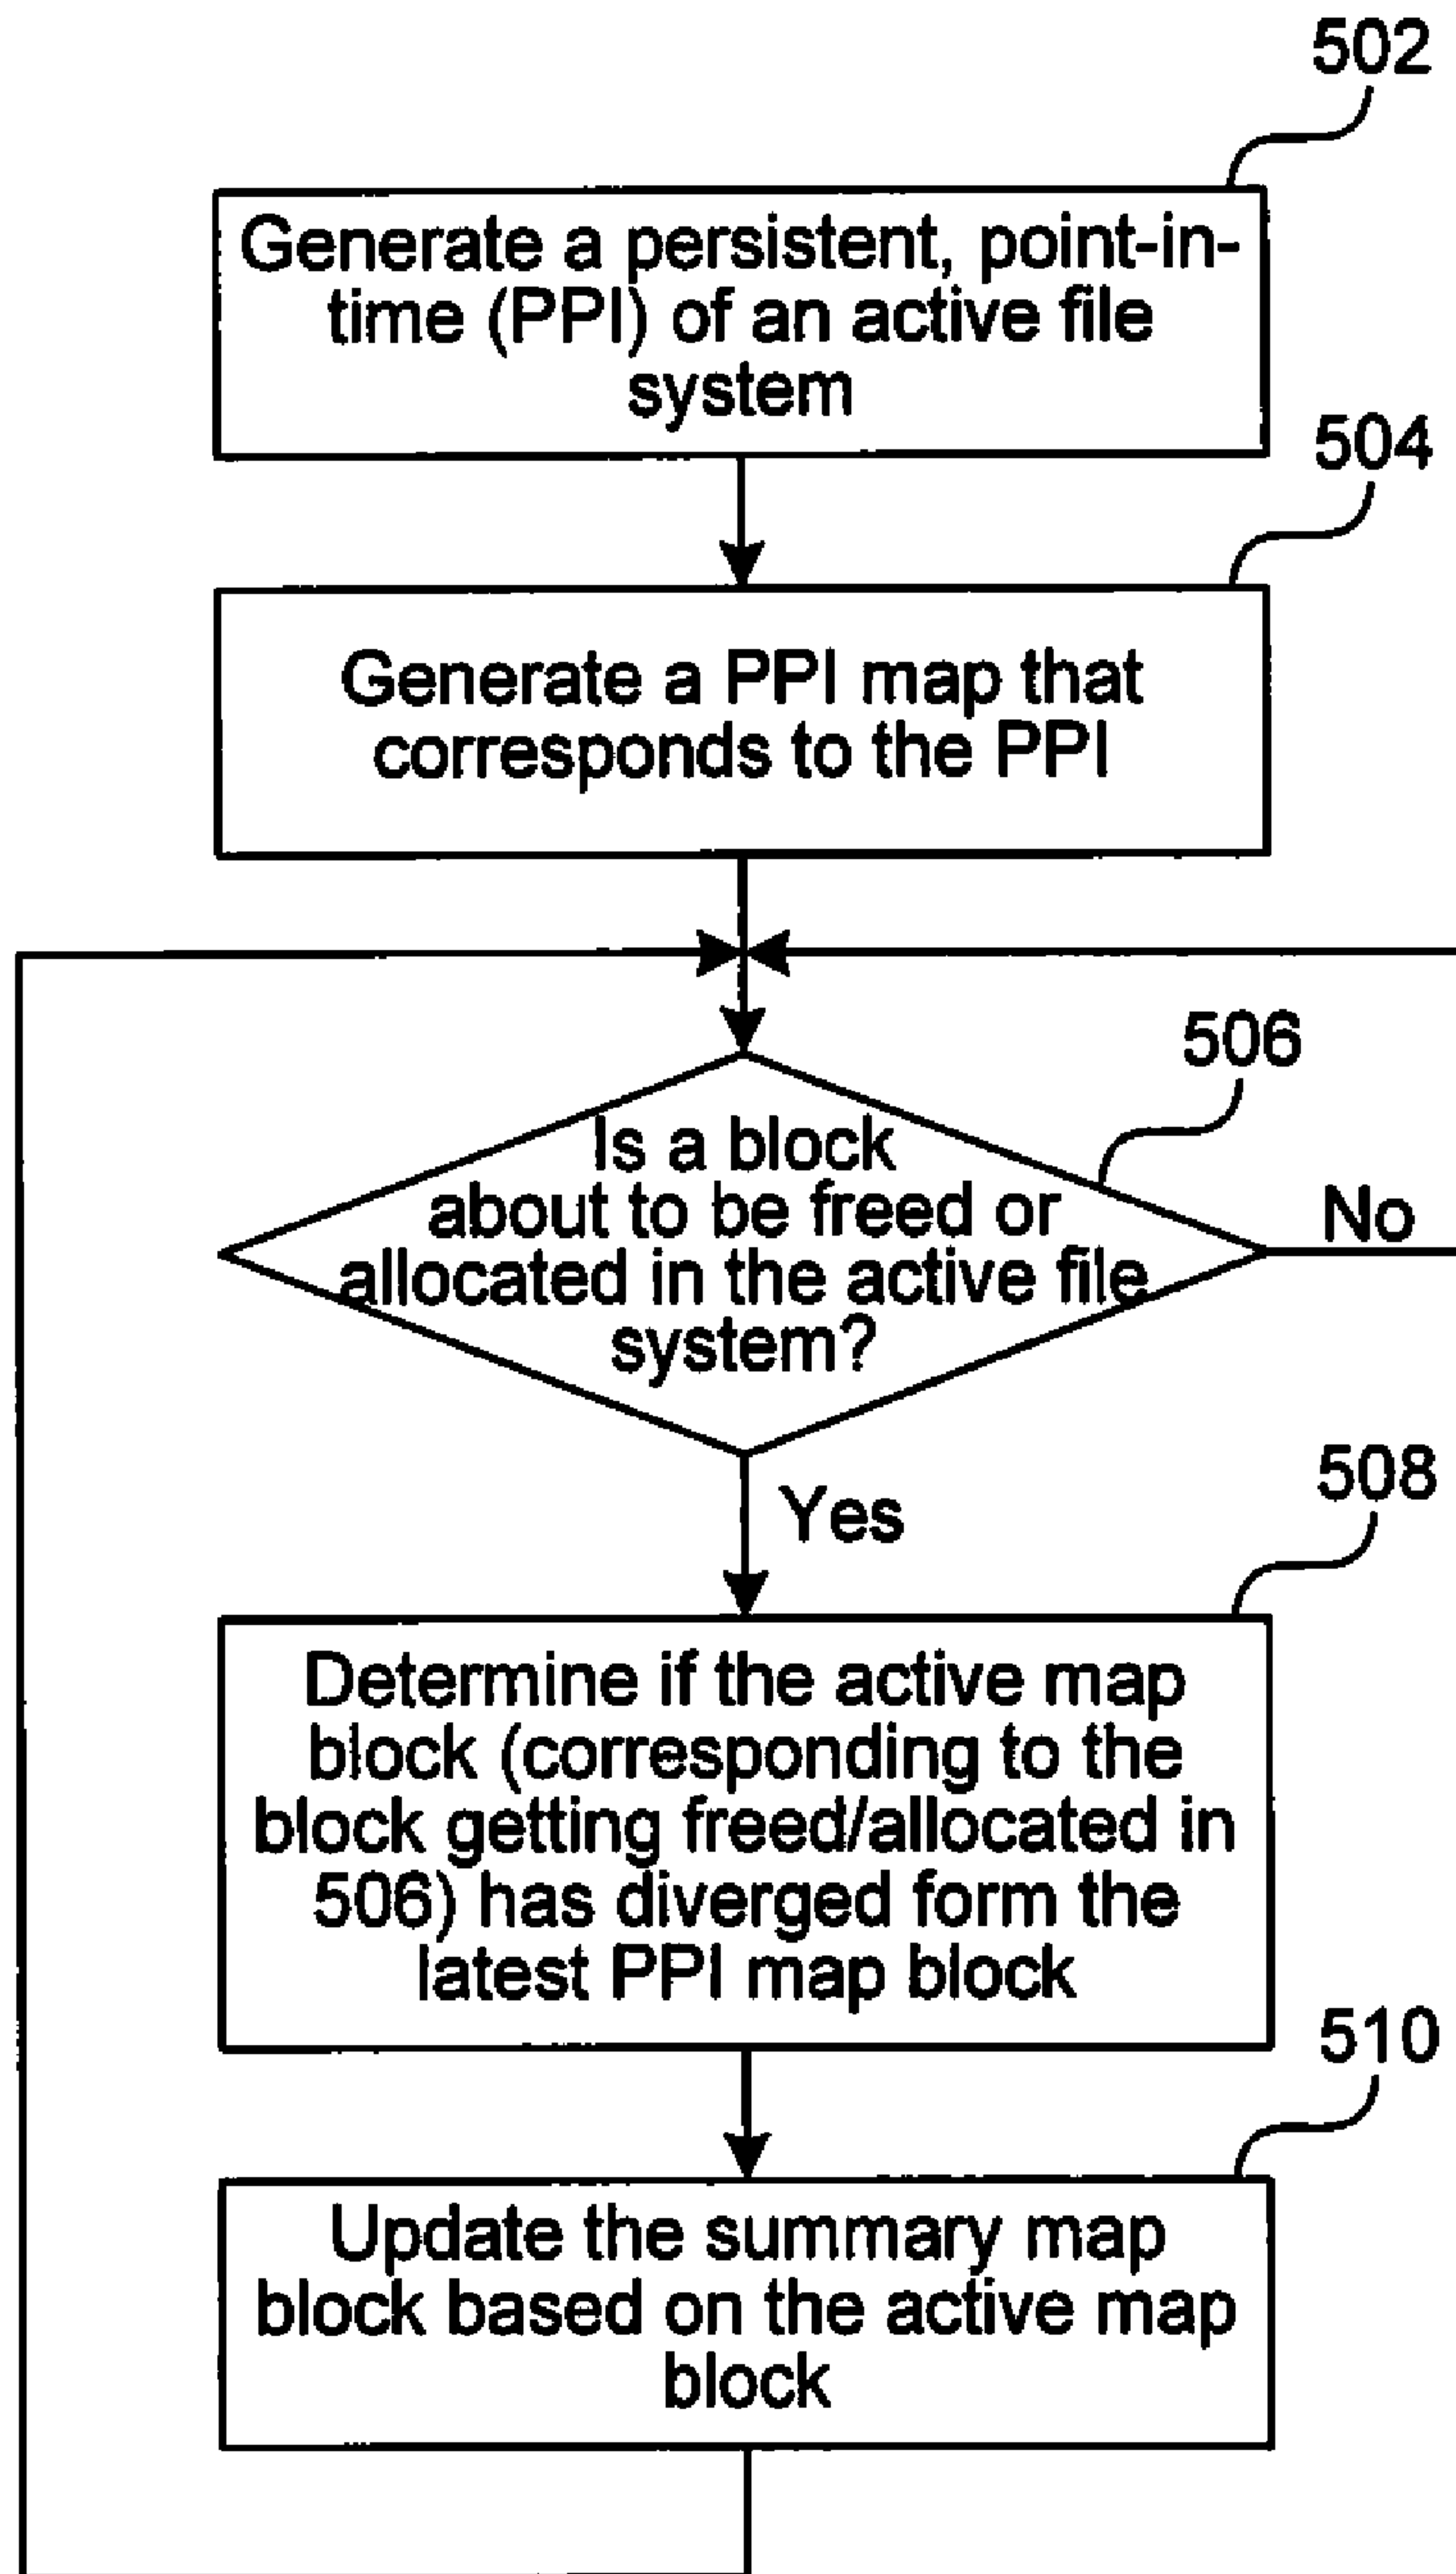 502
Generate a persistent, point-in-
time (PPI) of an active file
system
504
Generate a PPI map that
corresponds to the PPI
506
Is a block
about to be freed or
allocated in the active file
system?
No
Yes
508
Determine if the active map
block (corresponding to the
block getting freed/allocated in
506) has diverged form the
latest PPI map block
510
Update the summary map
block based on the active map
block